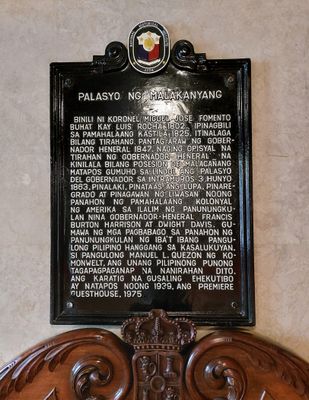 PALASYO NG MALAKANYANG
BINILI NI KORONEL MIGUEL JOSE FOMENTO
BUHAT KAY LUIS ROCHA, 1802. IPINAGBILI
SA PAMAHALAANG KASTILA, 1825. ITINALAGA
BILANG TIRAHANG PANTAG-ARAW NG GOBER-
NADOR HENERAL 1847. NAGING OPISYAL NA
TIRAHAN NG GOBERNADOR HENERAL NA
KINILALA BILANG POSESION DE MALACAÑANG
MATAPOS GUMUHO SA LINDOL ANG PALASYO
DEL GOBERNADOR SA INTRAMUROS 3 HUNYO
1863, PINALAKI, PINATAAS ANG LUPA, PINARE-
GRADO AT PINAGAWAN NG LIWASAN NOONG
PANAHON NG PAMAHALAANG KOLONYAL
NG AMERIKA SA ILALIM NG PANUNUNGKU-
LAN NINA GOBERNADOR-HENERAL FRANCIS
BURTON HARRISON AT DWIGHT DAVIS. GU-
MAWA NG MGA PAGBABAGO SA PANAHON NG
PANUNUNGKULAN NG IBA'T IBANG PANGU-
LONG PILIPINO HANGGANG SA KASALUKUYAN.
SI PANGULONG MANUEL L. QUEZON NG KO-
MONWELT, ANG UNANG PILIPINONG PUNONG
TAGAPAGPAGANAP NA NANIRAHAN DITO.
ANG KARATIG NA GUSALING EHEKUTIBO
AY NATAPOS NOONG 1939, ANG PREMIERE
GUESTHOUSE, 1975